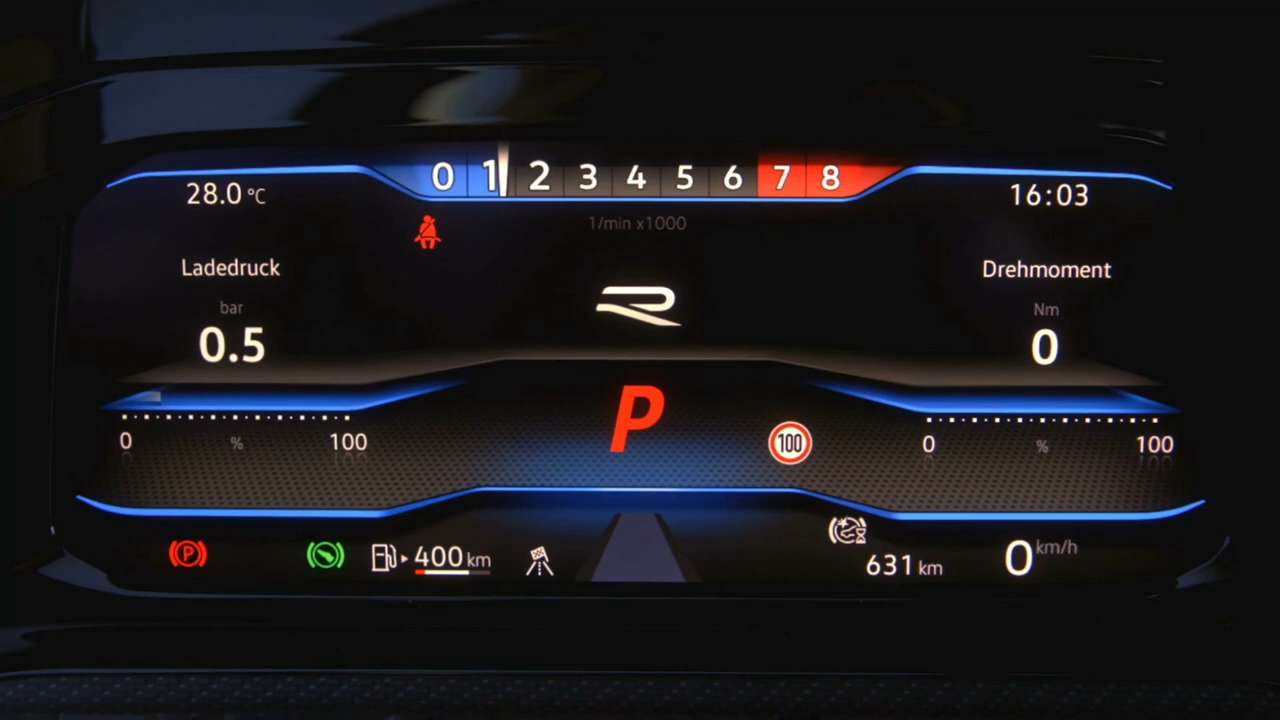 0 1 2 3 4 5 6 7 8
28.0 °C
16:03
1/min x1000
Ladedruck
bar
0.5
Drehmoment
Nm
0
R
P
100
0 % 100
0 % 100
P
400 km
631 km
0 km/h